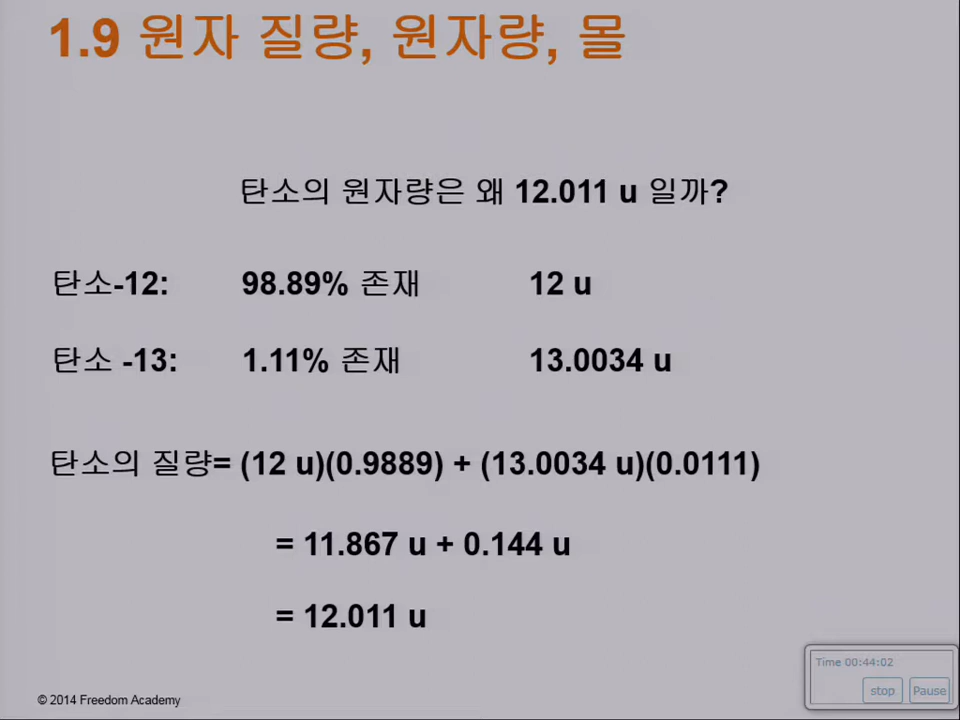 1.9 원자 질량, 원자량, 몰
탄소의 원자량은 왜 12.011 u 일까?
탄소-12: 98.89% 존재 12 u
탄소 -13: 1.11% 존재 13.0034 u
탄소의 질량= (12 u)(0.9889) + (13.0034 u)(0.0111)
= 11.867 u + 0.144 u
= 12.011 u
Time 00:44:02
stop Pause
© 2014 Freedom Academy